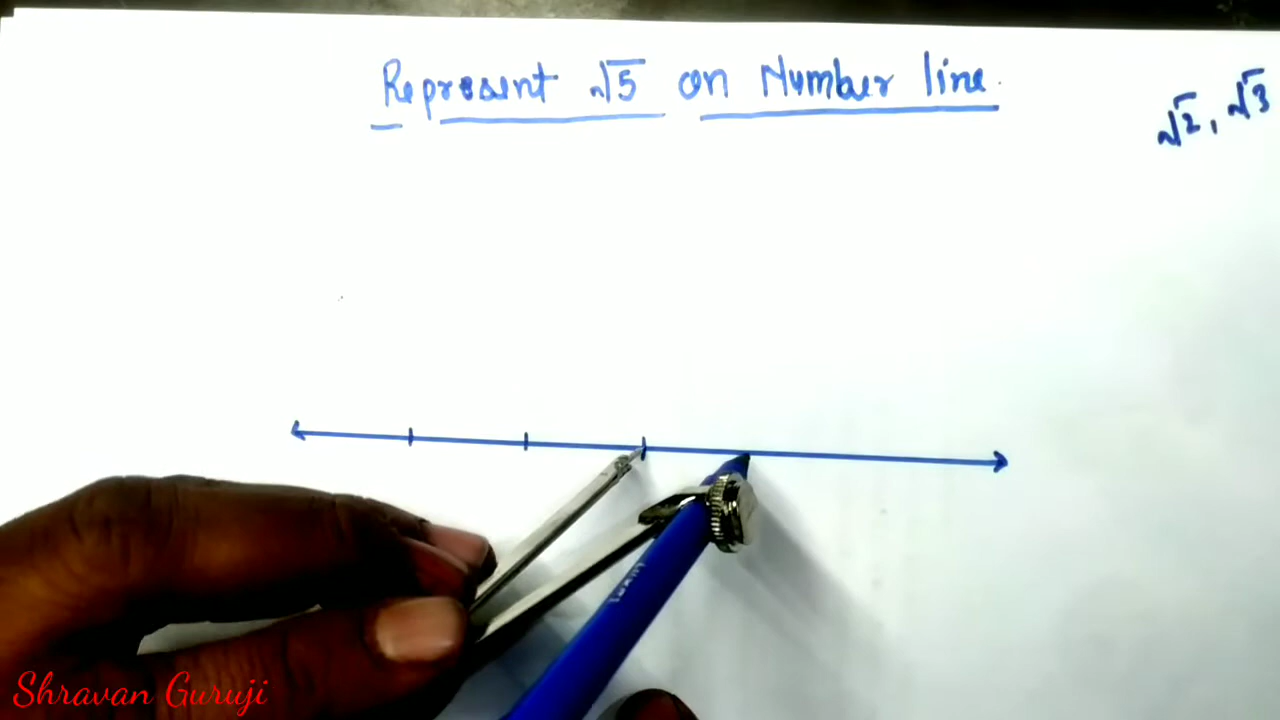 Represent √5 on Number line.
√2, √3
Shravan Guruji